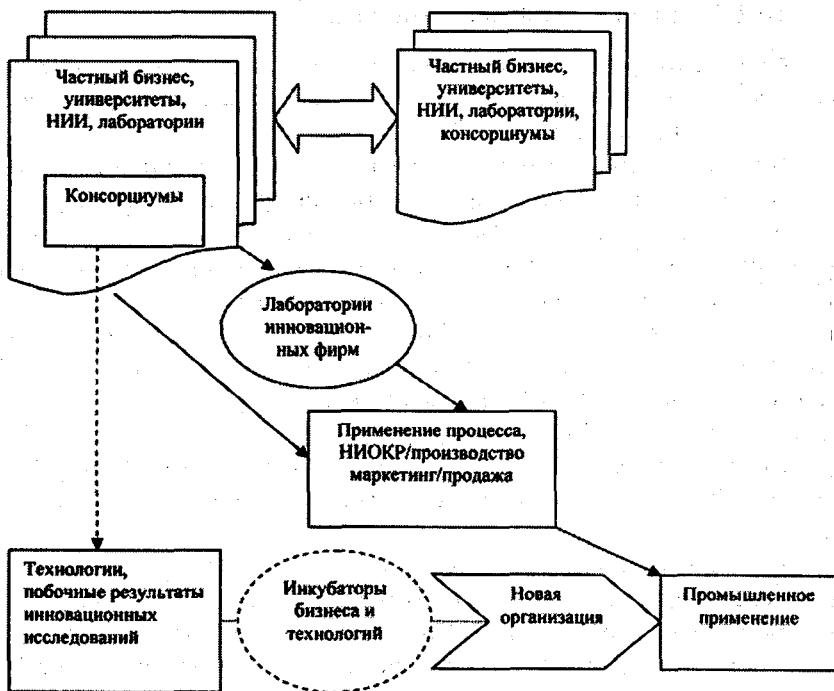 Частный бизнес,
университеты,
НИИ, лаборатории
Консорциумы
Частный бизнес,
университеты,
НИИ, лаборатории,
консорциумы
Лаборатории
инновацион-
ных фирм
Применение процесса,
НИОКР/производство
маркетинг/продажа
Технологии,
побочные результаты
инновационных
исследований
Инкубаторы
бизнеса и
технологий
Новая
организация
Промышленное
применение